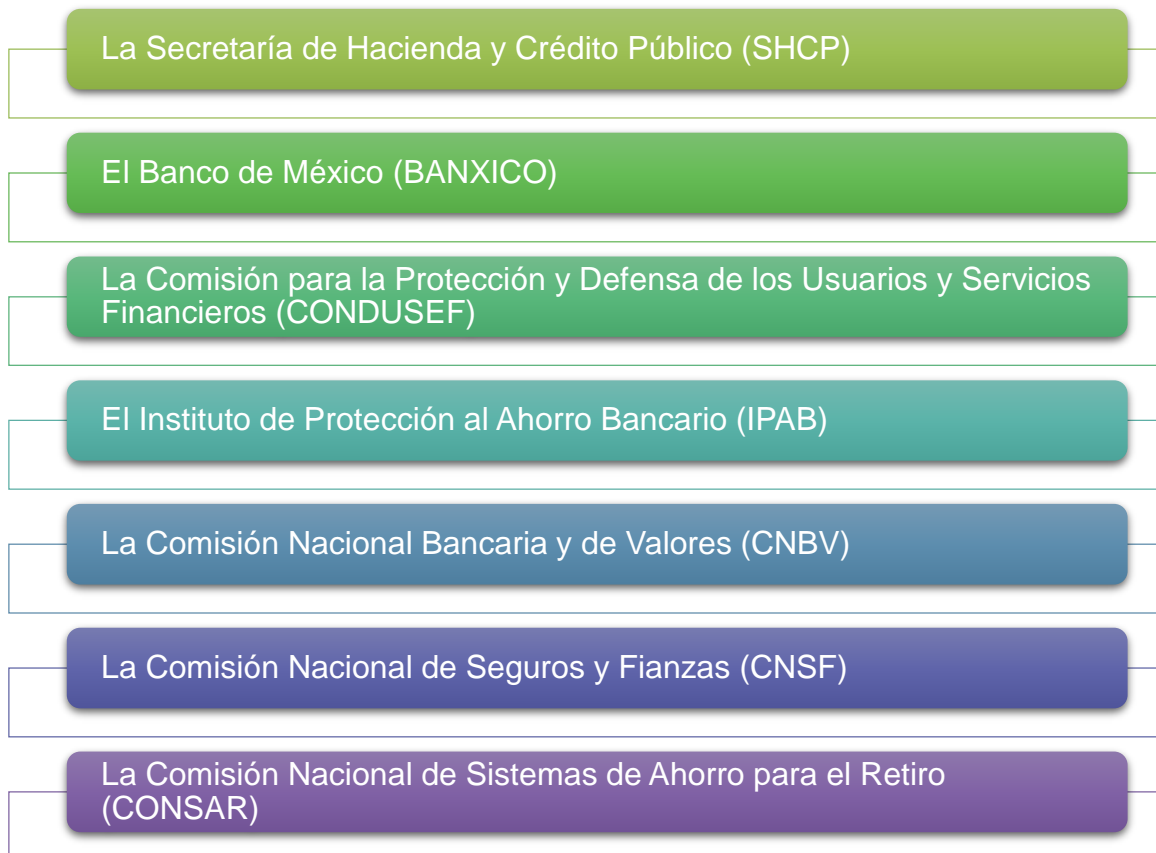 La Secretaría de Hacienda y Crédito Público (SHCP)
El Banco de México (BANXICO)
La Comisión para la Protección y Defensa de los Usuarios y Servicios
Financieros (CONDUSEF)
El Instituto de Protección al Ahorro Bancario (IPAB)
La Comisión Nacional Bancaria y de Valores (CNBV)
La Comisión Nacional de Seguros y Fianzas (CNSF)
La Comisión Nacional de Sistemas de Ahorro para el Retiro
(CONSAR)